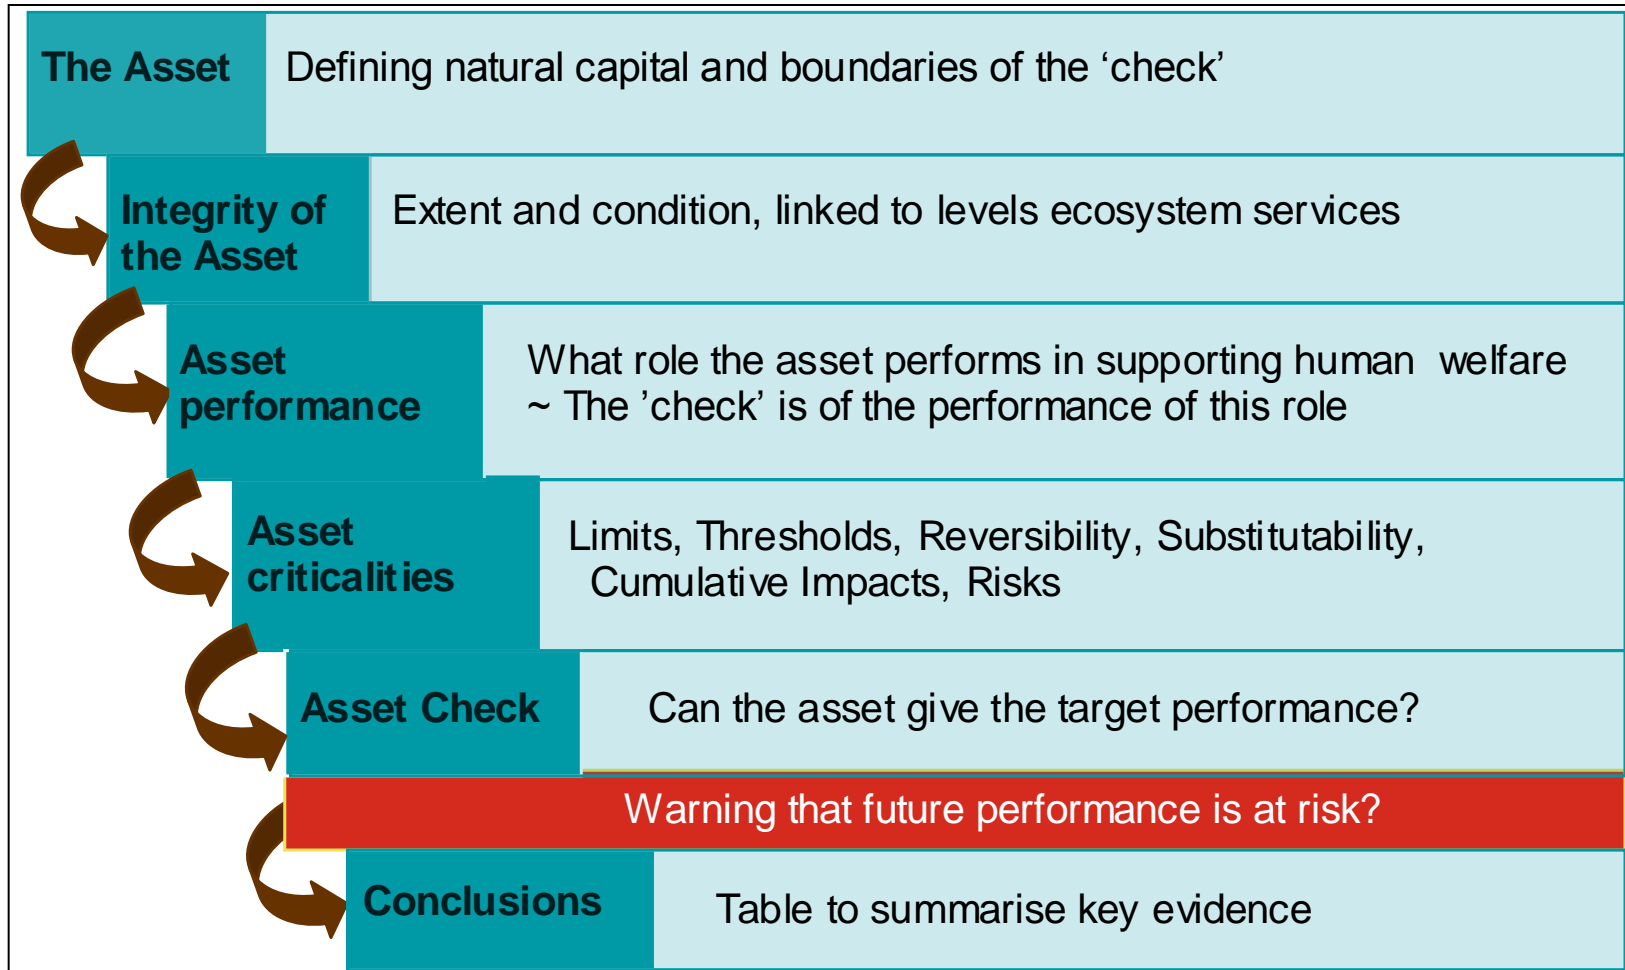 The Asset
Defining natural capital and boundaries of the ‘check’
Integrity of
the Asset
Extent and condition, linked to levels ecosystem services
Asset
performance
What role the asset performs in supporting human welfare
~ The ’check’ is of the performance of this role
Asset
criticalities
Limits, Thresholds, Reversibility, Substitutability,
Cumulative Impacts, Risks
Asset Check
Can the asset give the target performance?
Warning that future performance is at risk?
Conclusions
Table to summarise key evidence